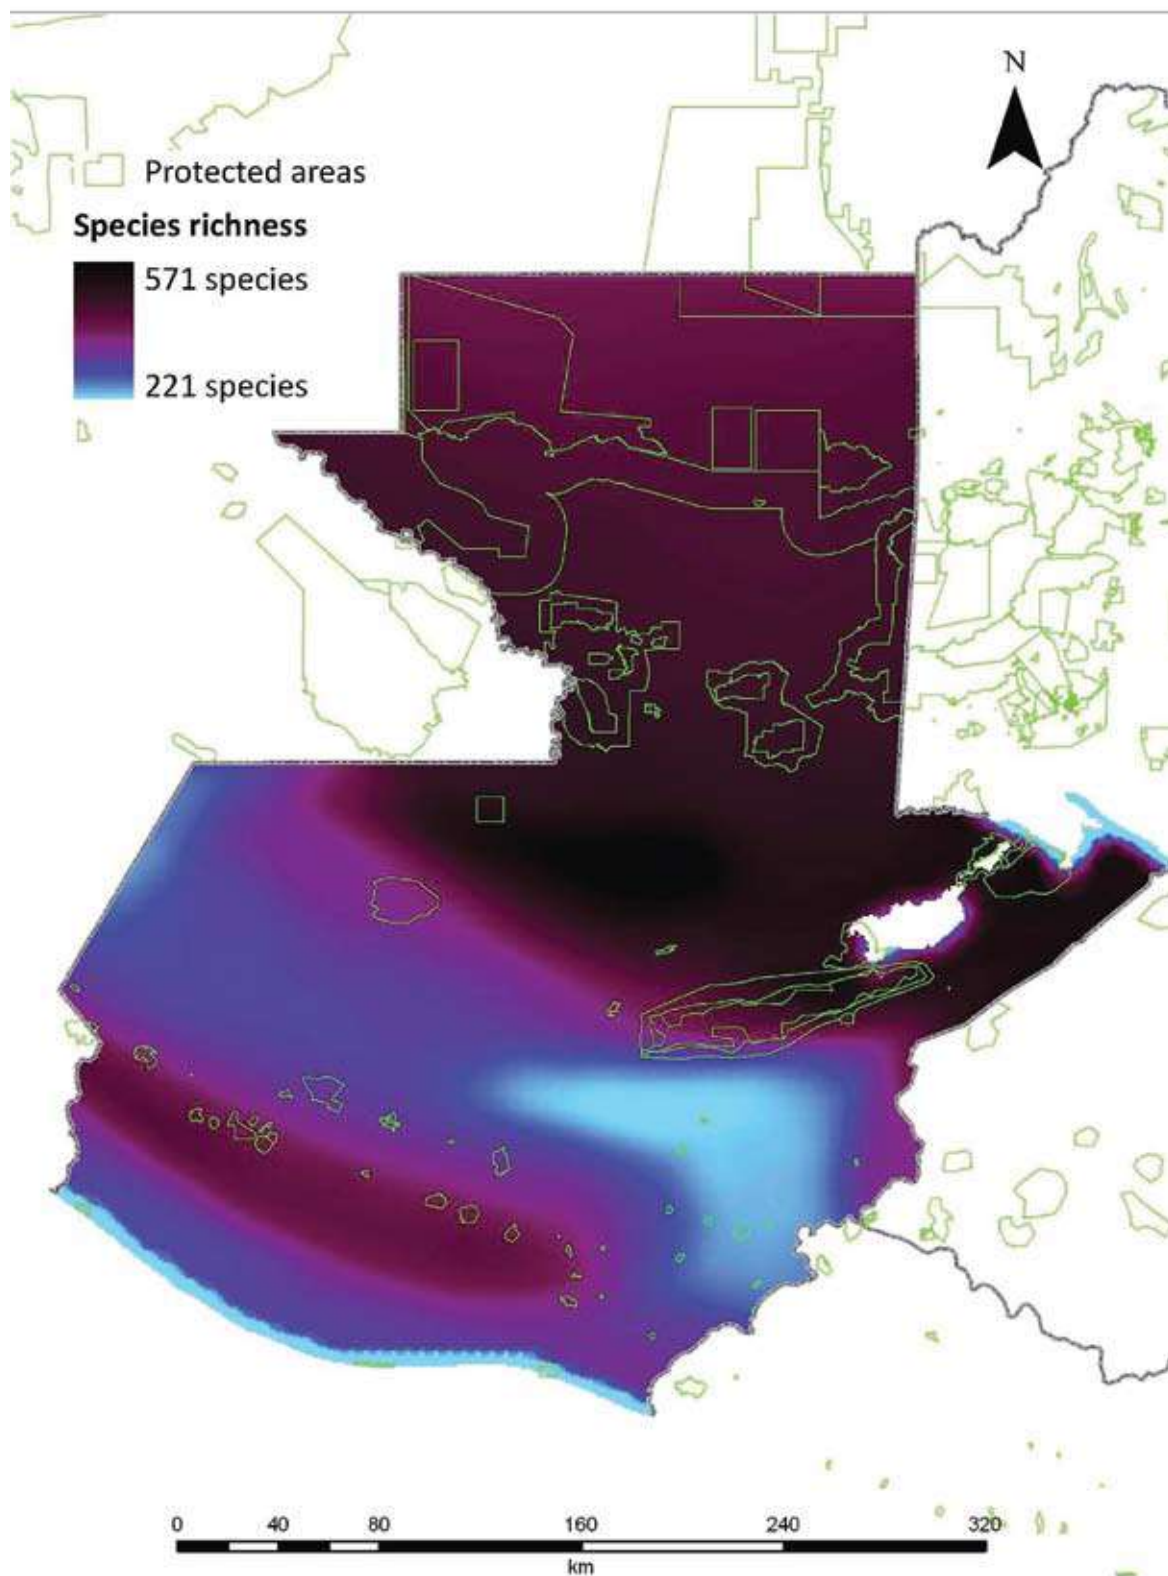 N
Protected areas
Species richness
571 species
221 species
0 40 80 160 240 320
km